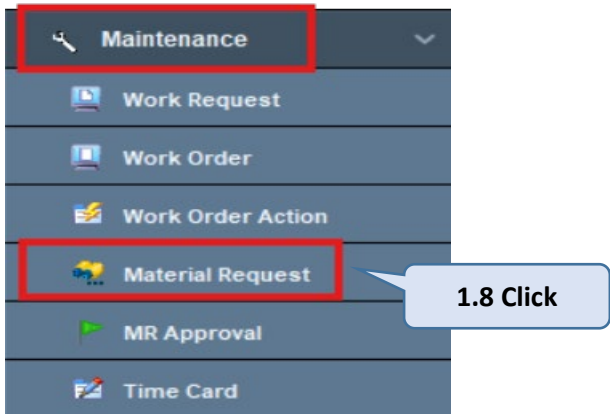 Maintenance
Work Request
Work Order
Work Order Action
Material Request
1.8 Click
MR Approval
Time Card